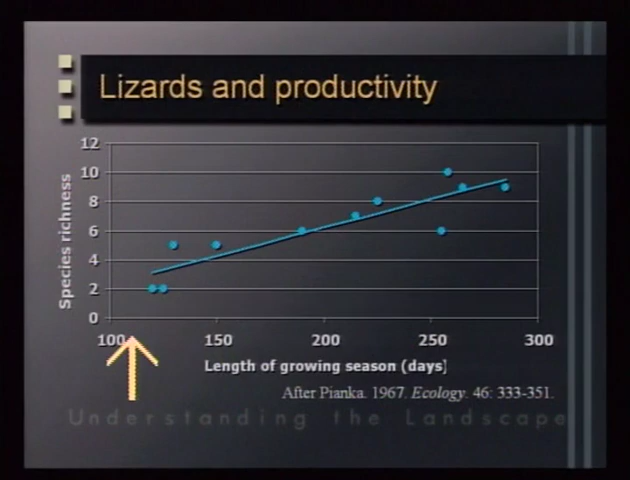 Lizards and productivity
12
10
8
6
4
2
0
Species richness
100 150 200 250 300
Length of growing season (days)
After Pianka. 1967. Ecology. 46: 333-351.
Understanding the Landscape